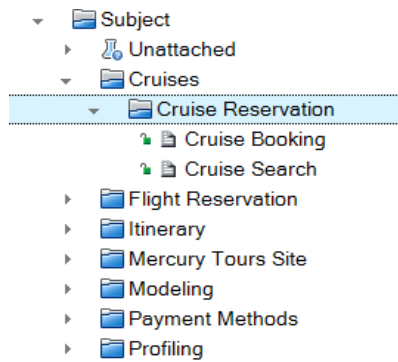 Subject
Unattached
Cruises
Cruise Reservation
Cruise Booking
Cruise Search
Flight Reservation
Itinerary
Mercury Tours Site
Modeling
Payment Methods
Profiling